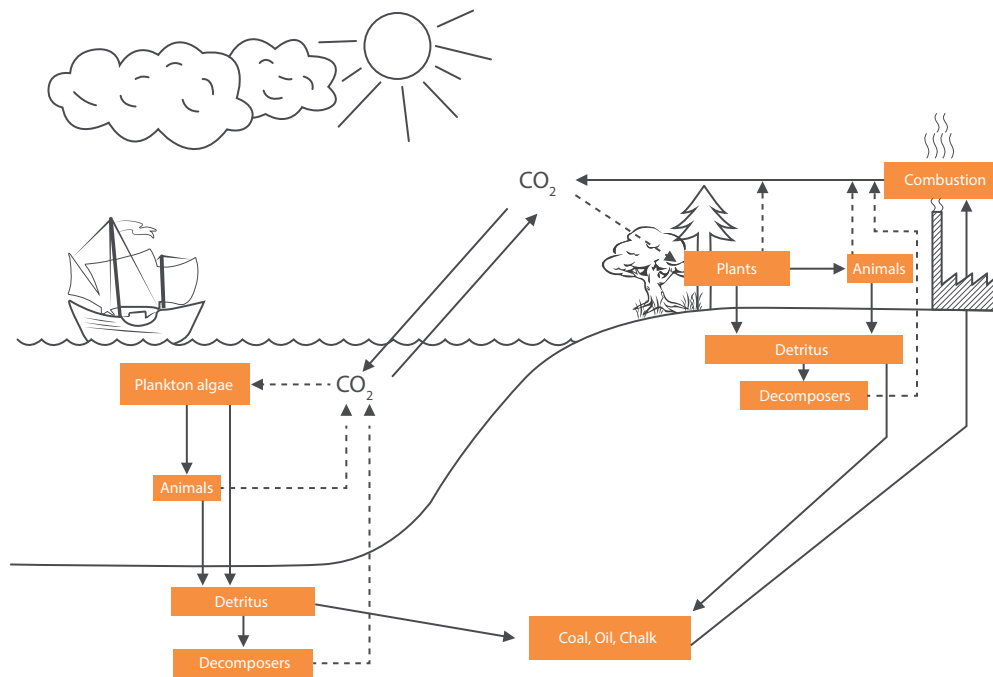 CO₂
Combustion
Plants
Animals
Detritus
Decomposers
Plankton algae
CO₂
Animals
Detritus
Decomposers
Coal, Oil, Chalk